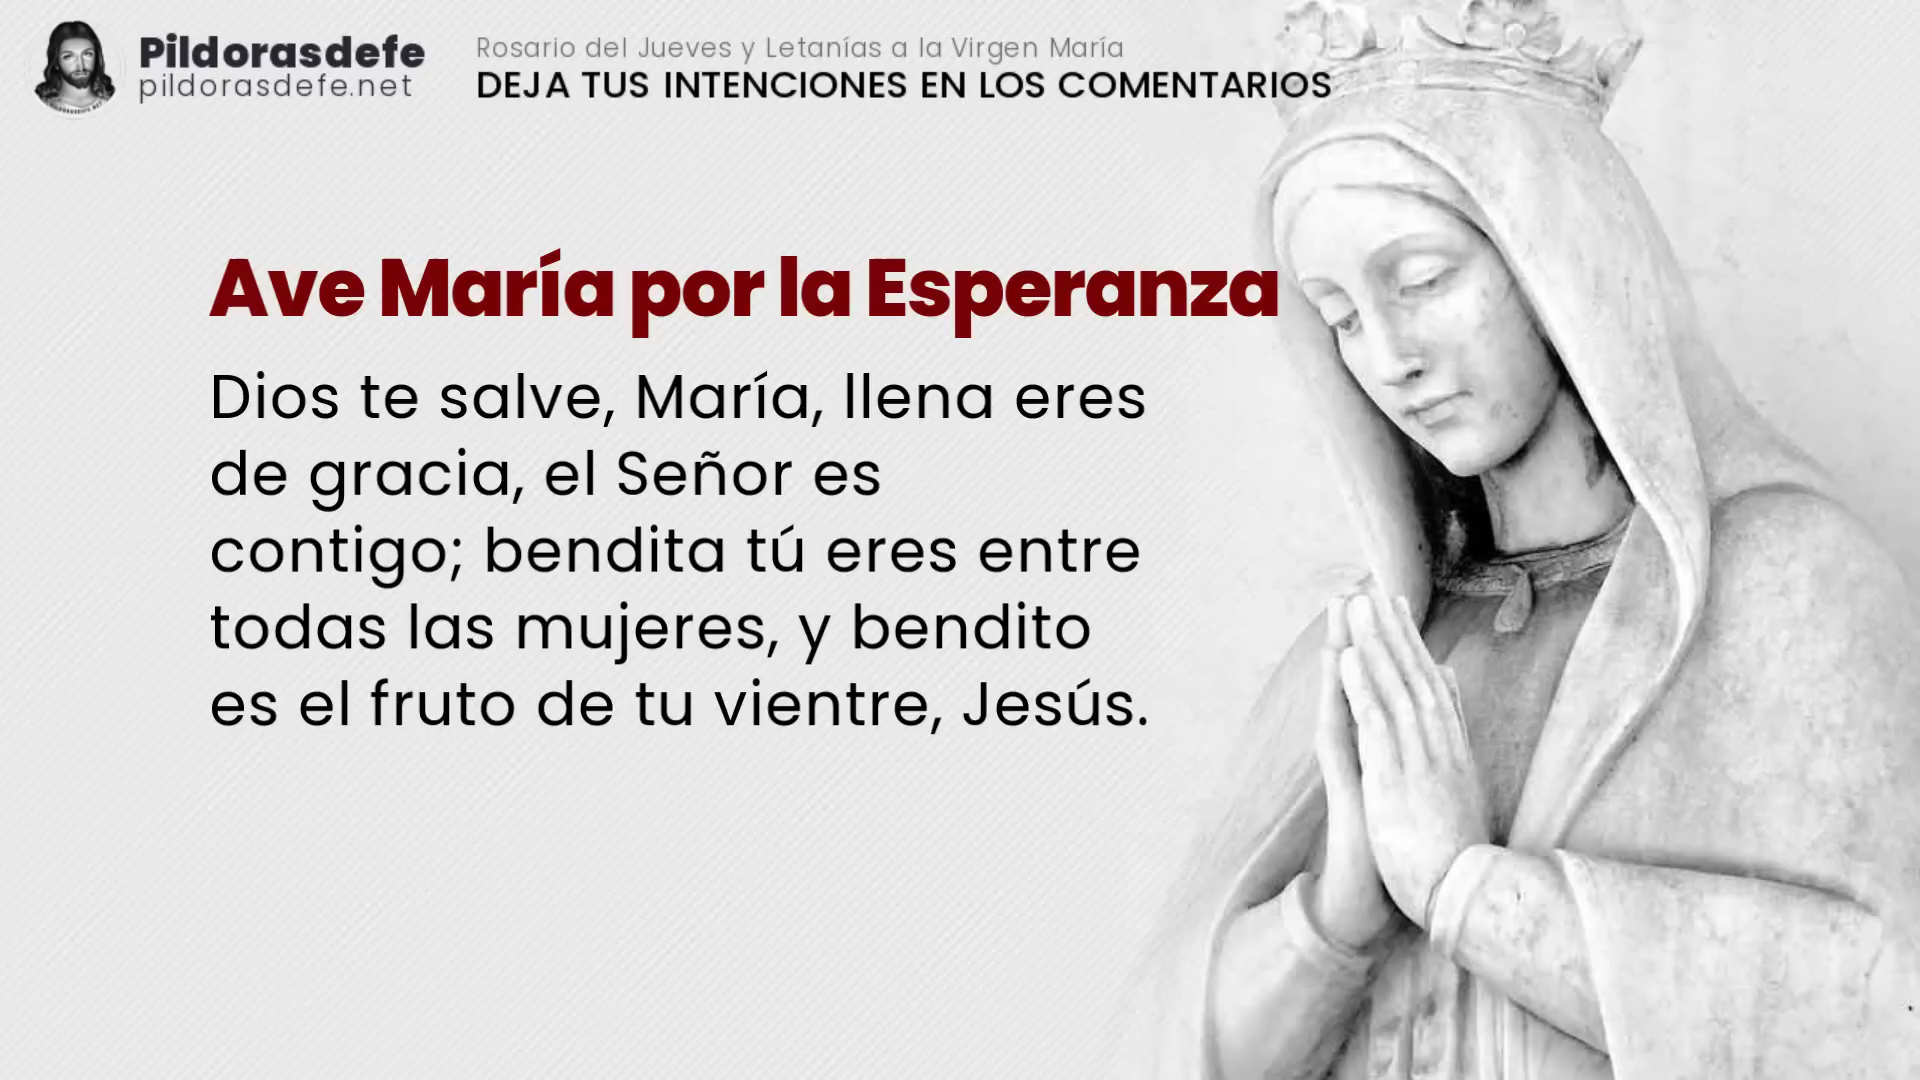 Pildorasdefe
pildorasdefe.net
Rosario del Jueves y Letanías a la Virgen María
DEJA TUS INTENCIONES EN LOS COMENTARIOS
Ave María por la Esperanza
Dios te salve, María, llena eres
de gracia, el Señor es
contigo; bendita tú eres entre
todas las mujeres, y bendito
es el fruto de tu vientre, Jesús.